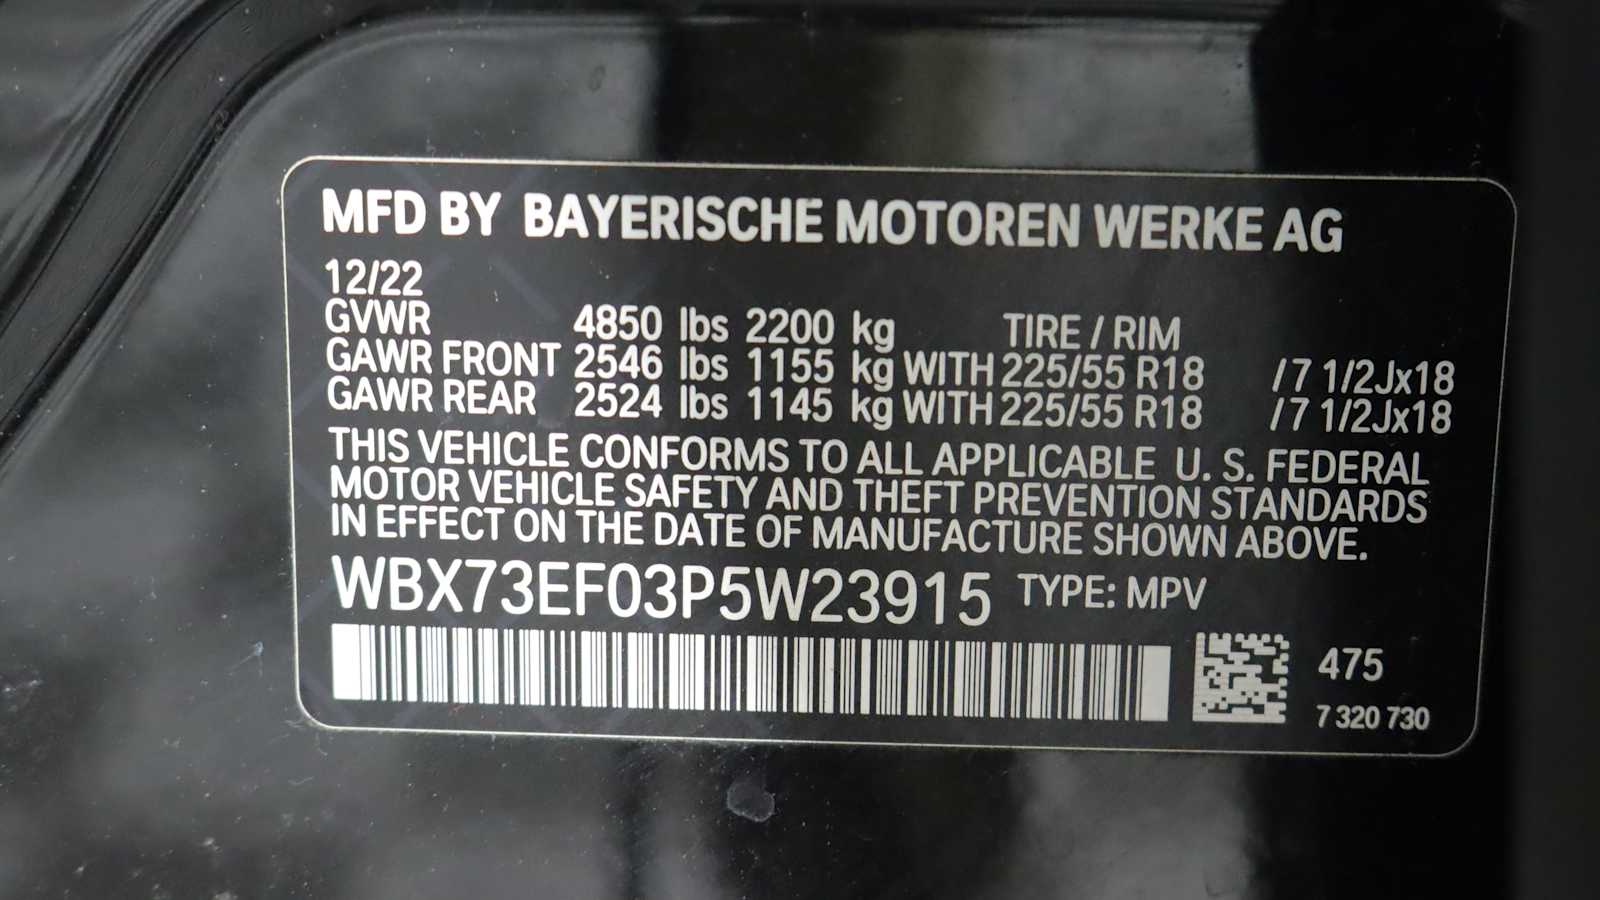 MFD BY BAYERISCHE MOTOREN WERKE AG
12/22
GVWR 4850 lbs 2200 kg TIRE / RIM
GAWR FRONT 2546 lbs 1155 kg WITH 225/55 R18 /7 1/2Jx18
GAWR REAR 2524 lbs 1145 kg WITH 225/55 R18 /7 1/2Jx18
THIS VEHICLE CONFORMS TO ALL APPLICABLE U. S. FEDERAL
MOTOR VEHICLE SAFETY AND THEFT PREVENTION STANDARDS
IN EFFECT ON THE DATE OF MANUFACTURE SHOWN ABOVE.
WBX73EF03P5W23915 TYPE: MPV
475
7 320 730